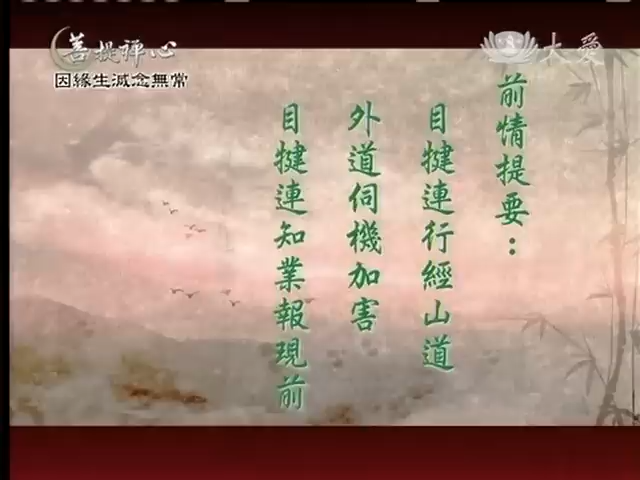 菩提禪心
因緣生滅念無常
大愛
前情提要：
目揵連行經山道
外道伺機加害
目揵連知業報現前